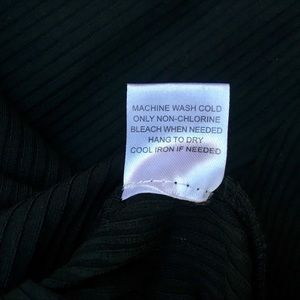 MACHINE WASH COLD
ONLY NON-CHLORINE
BLEACH WHEN NEEDED
HANG TO DRY
COOL IRON IF NEEDED